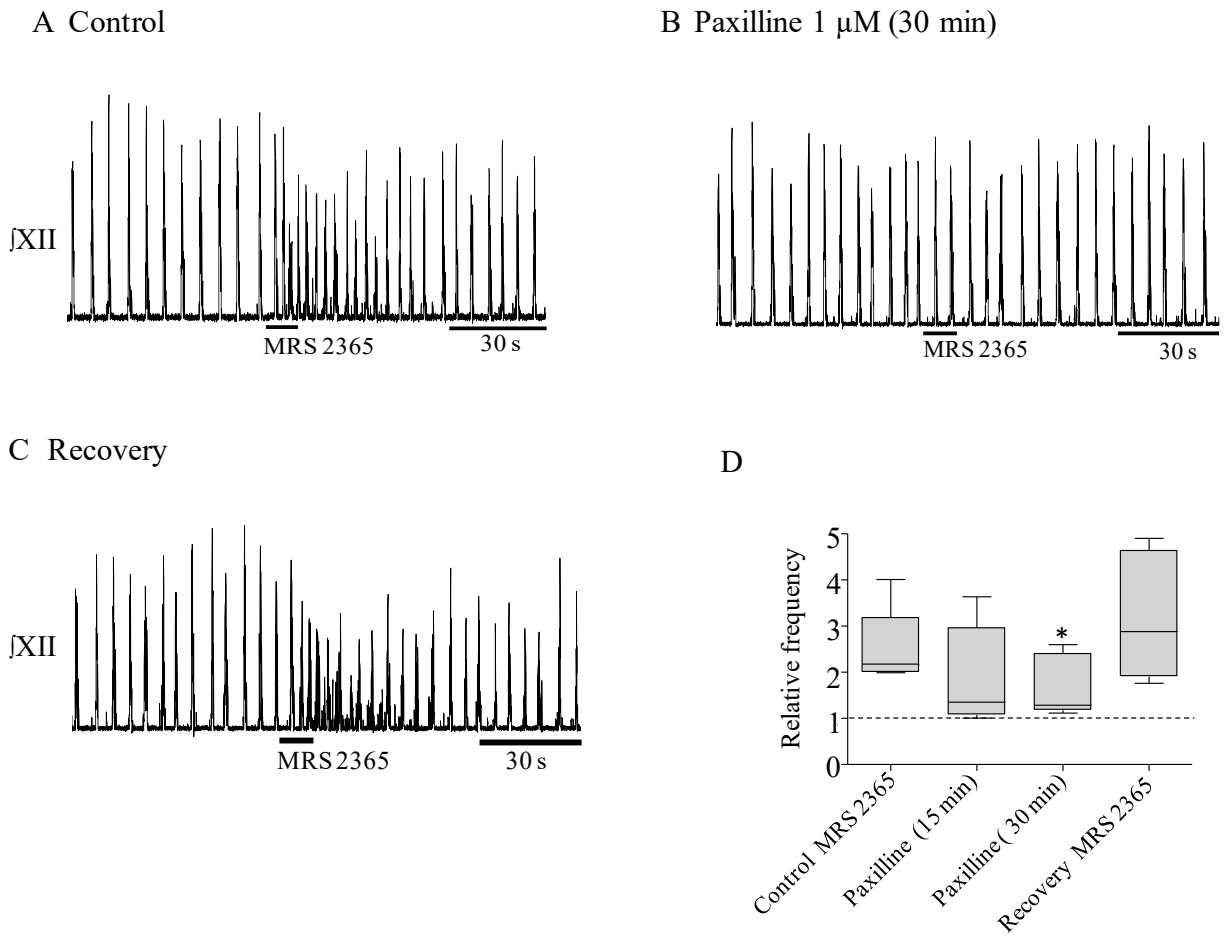 A Control
B Paxilline 1 μM (30 min)
∫XII
MRS 2365
30 s
MRS 2365
30 s
C Recovery
D
∫XII
MRS 2365
30 s
Relative frequency
5
4
3
2
1
0
*
Control MRS 2365
Paxilline (15 min)
Paxilline ( 30 min)
Recovery MRS 2365